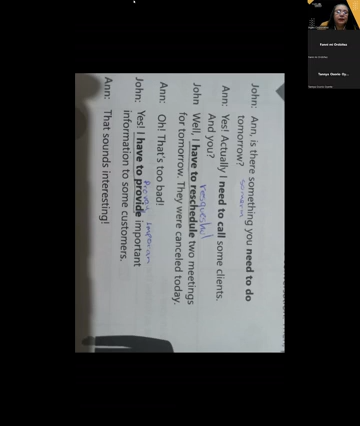 John: Ann, is there something you need to do
tomorrow?
Ann: Yes! Actually I need to call some clients.
And you?
John Well, I have to reschedule two meetings
for tomorrow. They were canceled today.
Ann: Oh! That's too bad!
John: Yes! I have to provide important
information to some customers.
Ann: That sounds interesting!